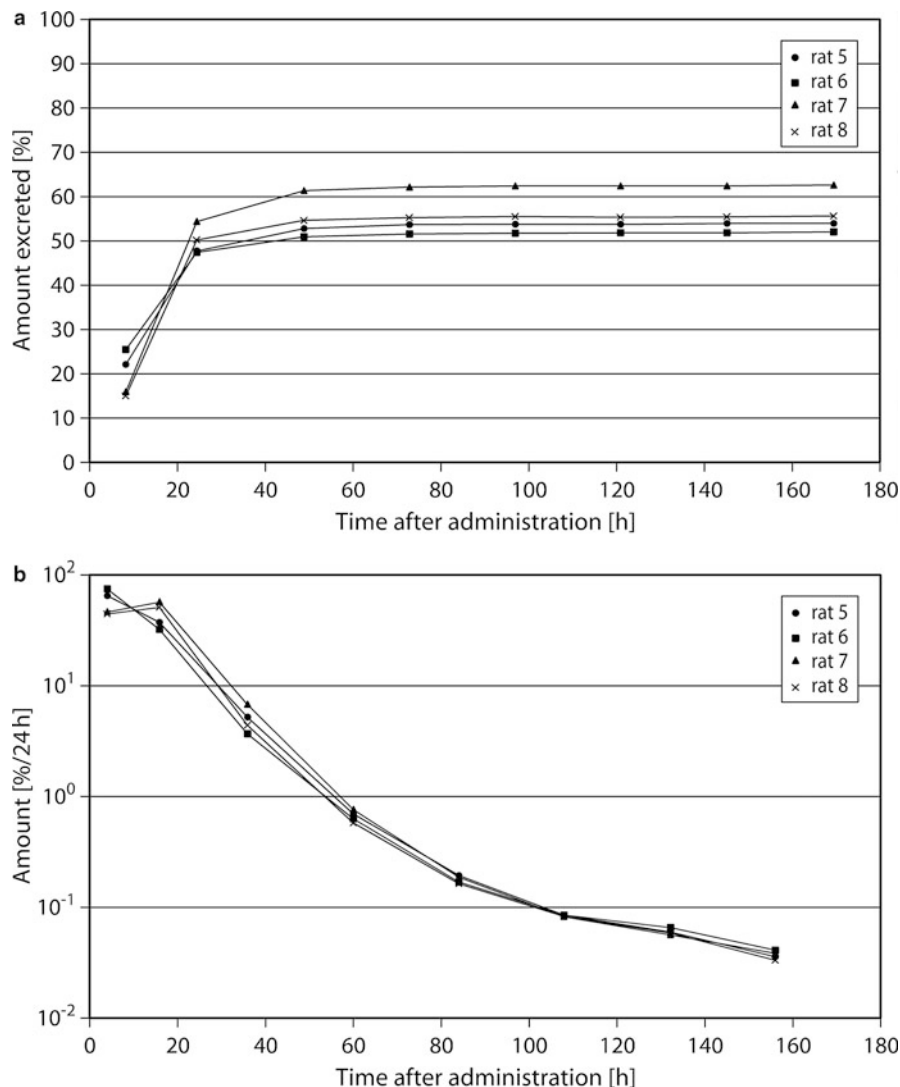 a
Amount excreted [%]
100
90
80
70
60
50
40
30
20
10
0
rat 5
rat 6
rat 7
rat 8
0 20 40 60 80 100 120 140 160 180
Time after administration [h]
b
Amount [%/24 h]
10²
10¹
10⁰
10⁻¹
10⁻²
rat 5
rat 6
rat 7
rat 8
0 20 40 60 80 100 120 140 160 180
Time after administration [h]